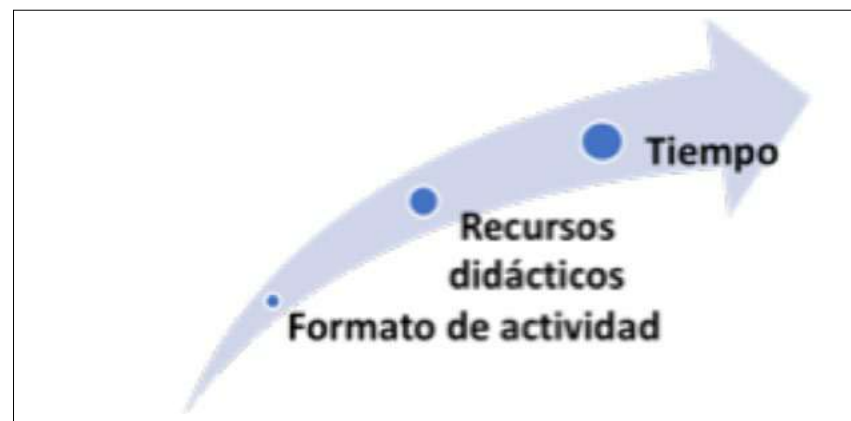 Tiempo
Recursos
didácticos
Formato de actividad